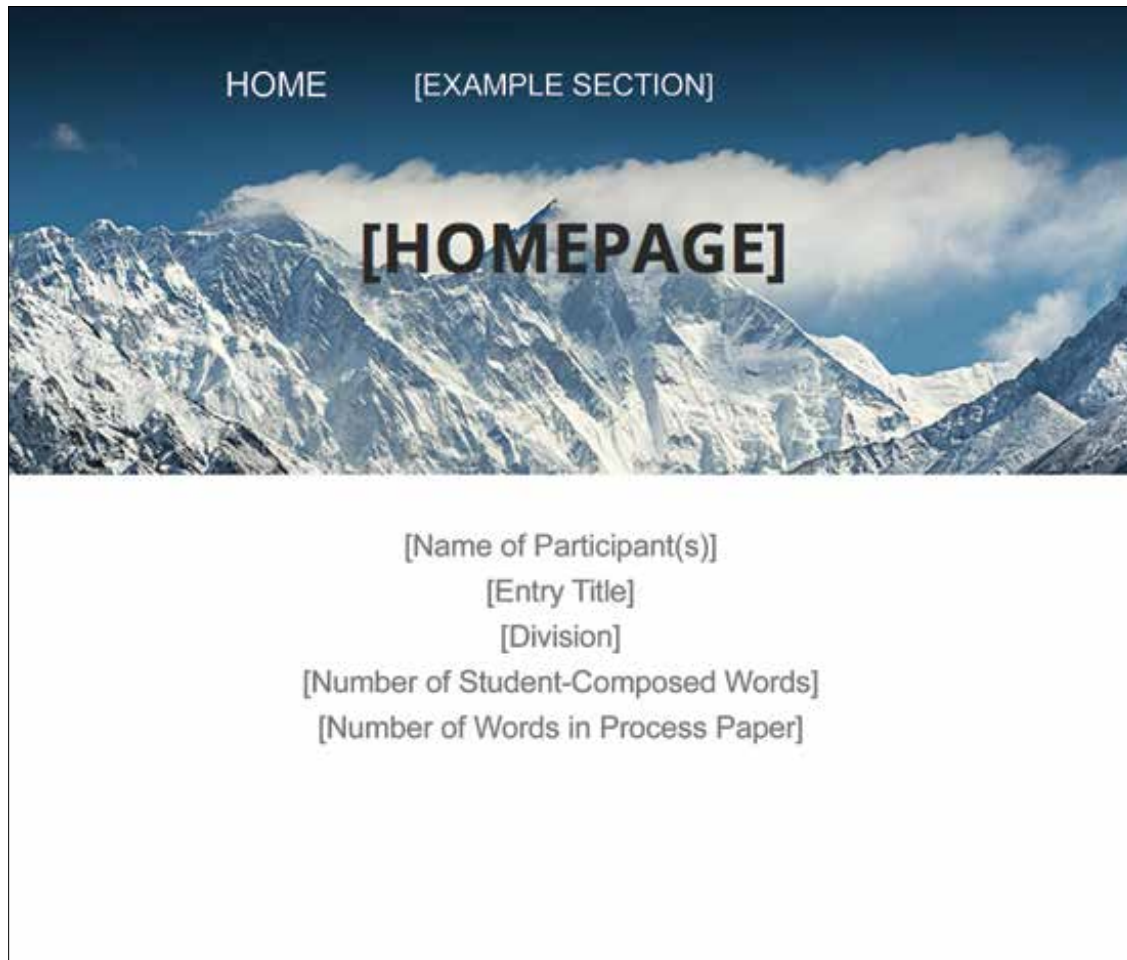 HOME [EXAMPLE SECTION]
[HOMEPAGE]
[Name of Participant(s)]
[Entry Title]
[Division]
[Number of Student-Composed Words]
[Number of Words in Process Paper]